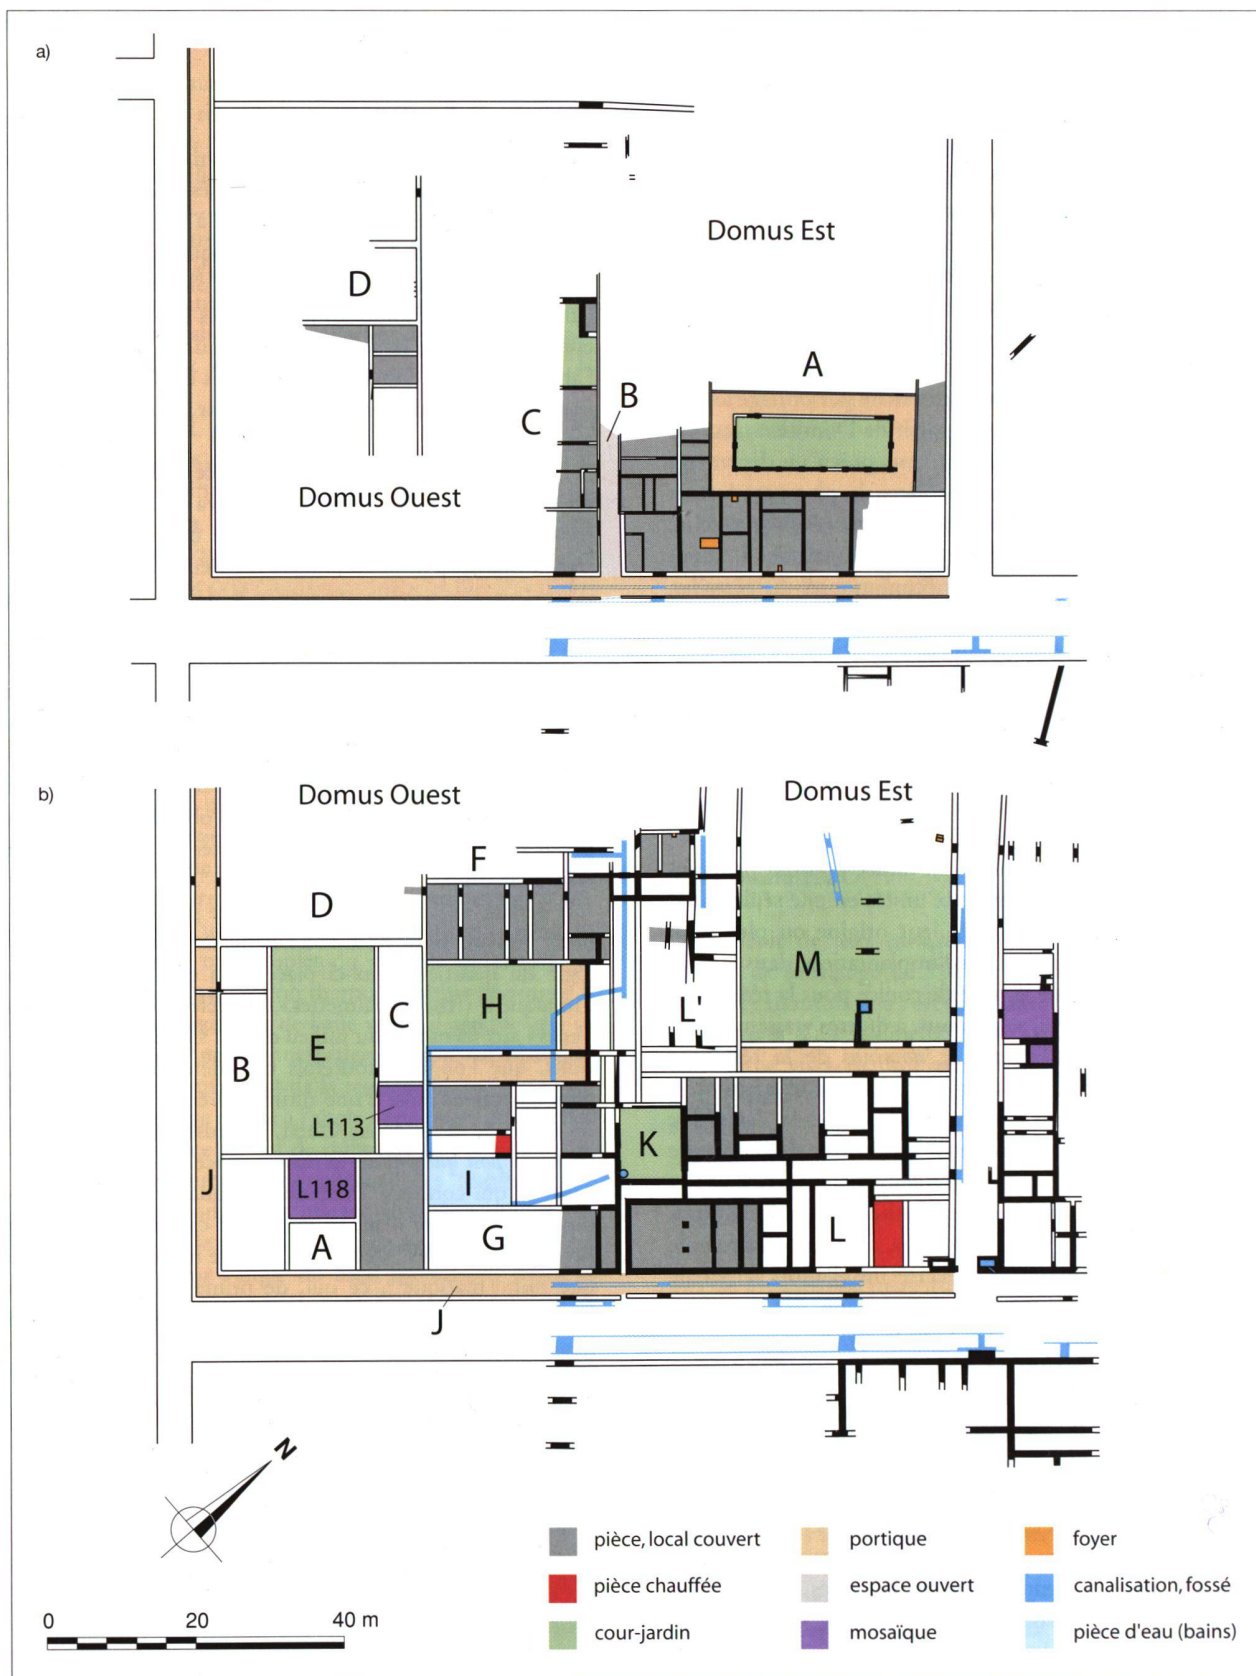 a)
Domus Est
D
A
B
C
Domus Ouest
b)
Domus Ouest
Domus Est
F
D
M
H
C
L'
E
B
L113
K
J
L118
I
L
G
A
J
N
pièce, local couvert
portique
foyer
pièce chauffée
espace ouvert
canalisation, fossé
cour-jardin
mosaïque
pièce d'eau (bains)
0
20
40 m